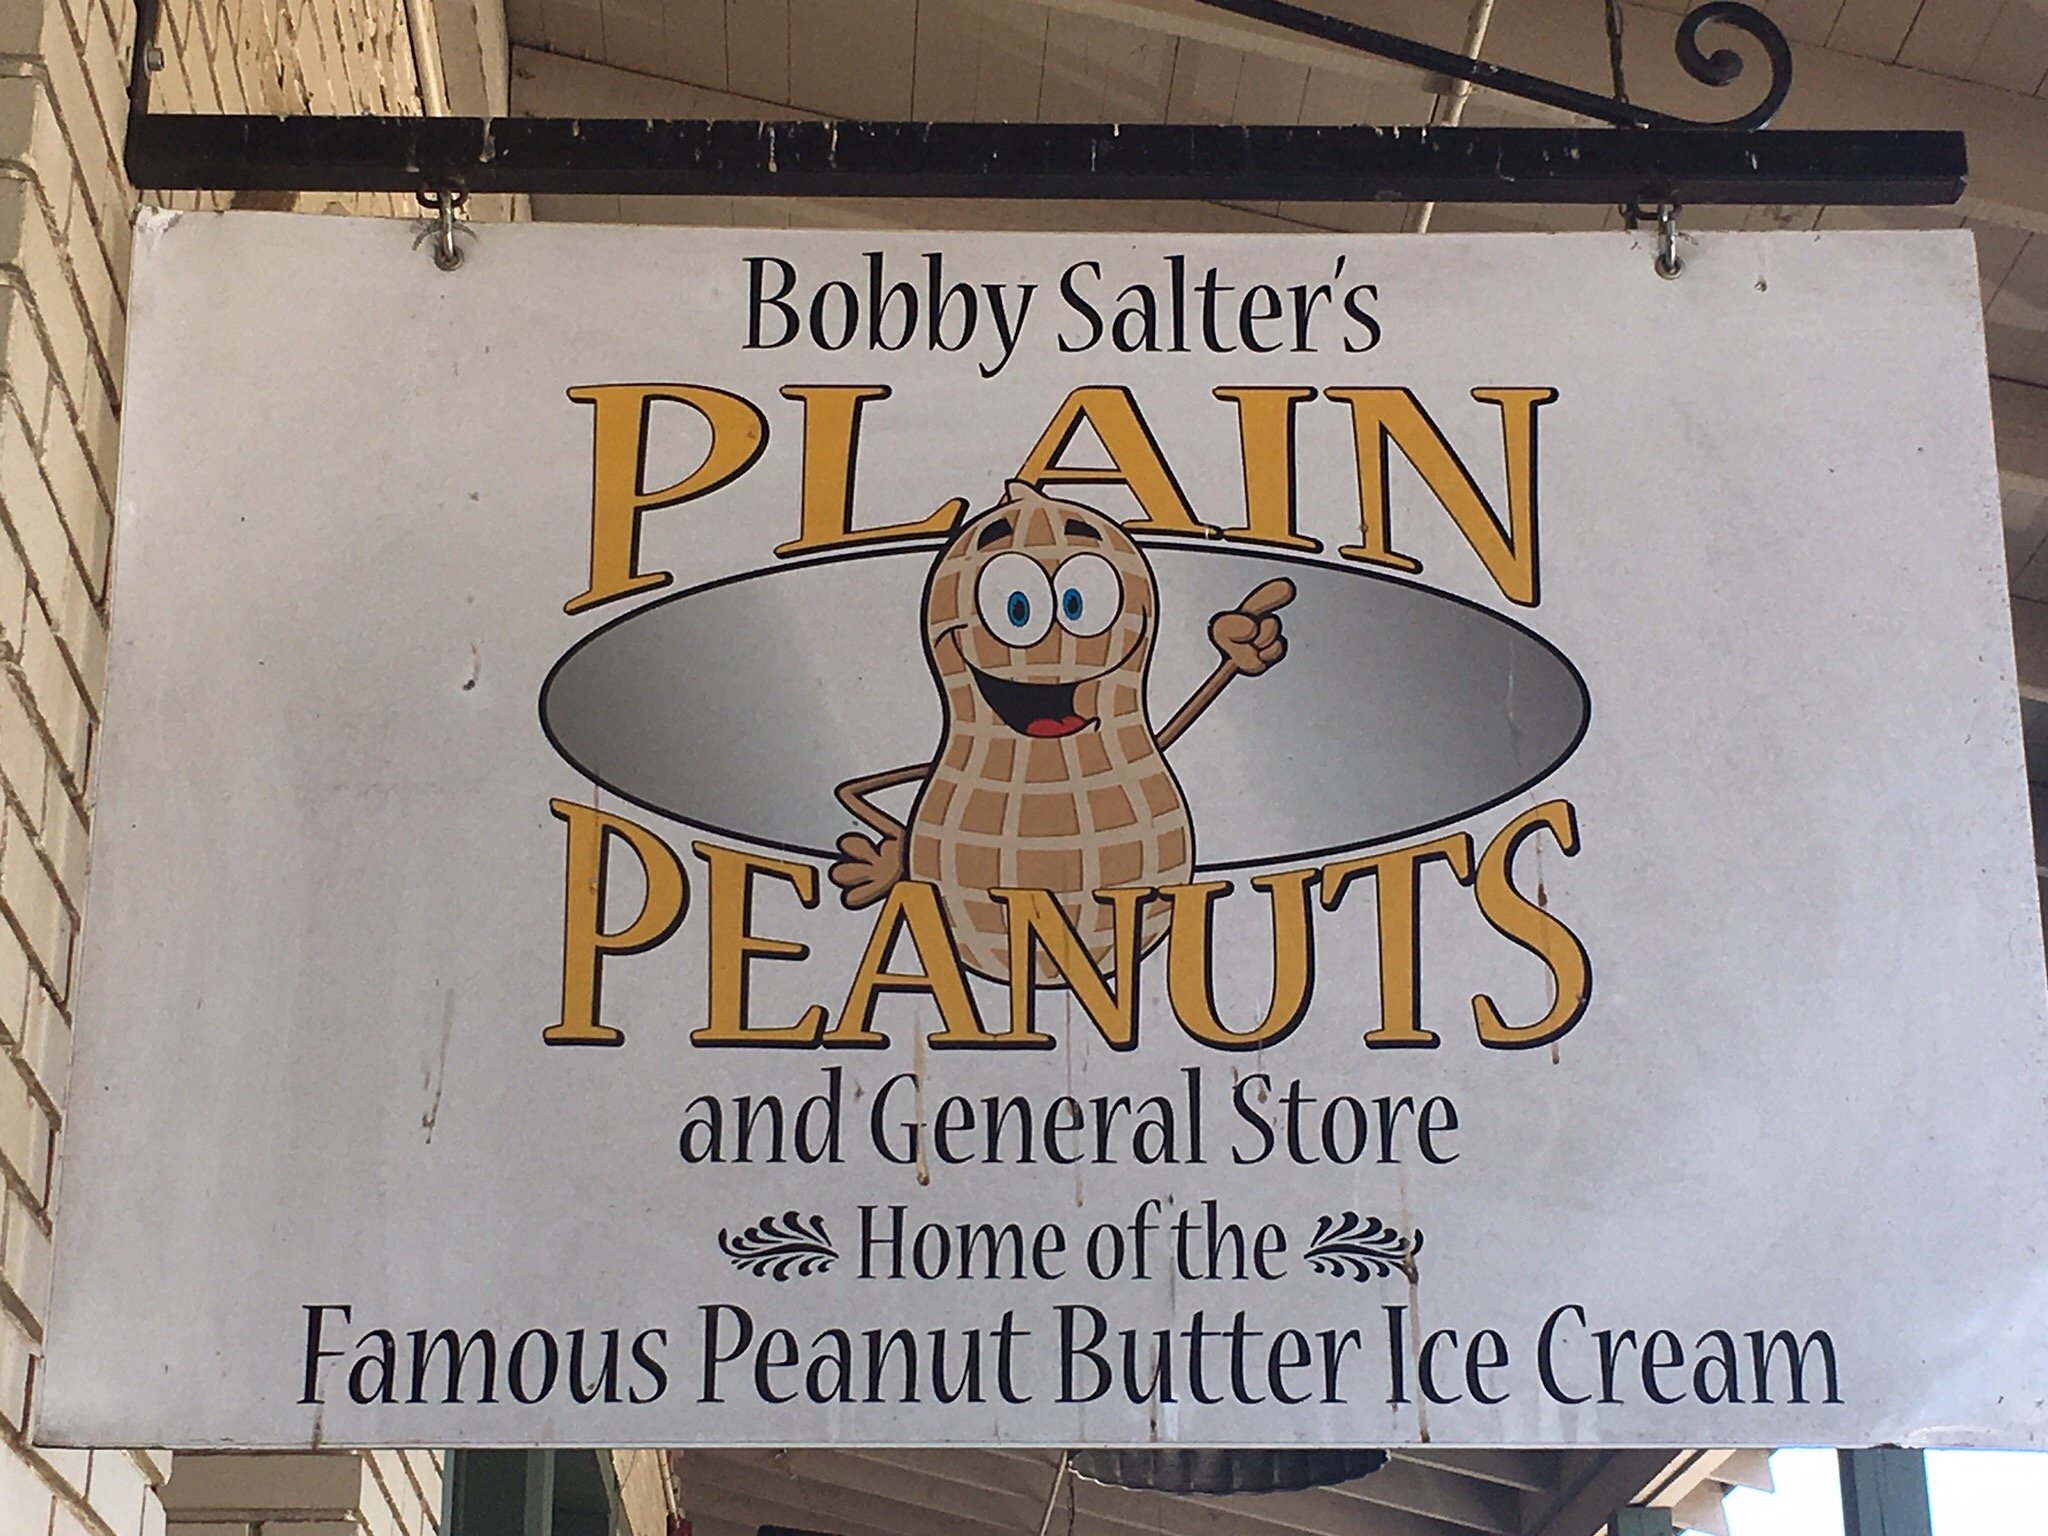 Bobby Salter's
PLAIN
PEANUTS
and General Store
Home of the
Famous Peanut Butter Ice Cream